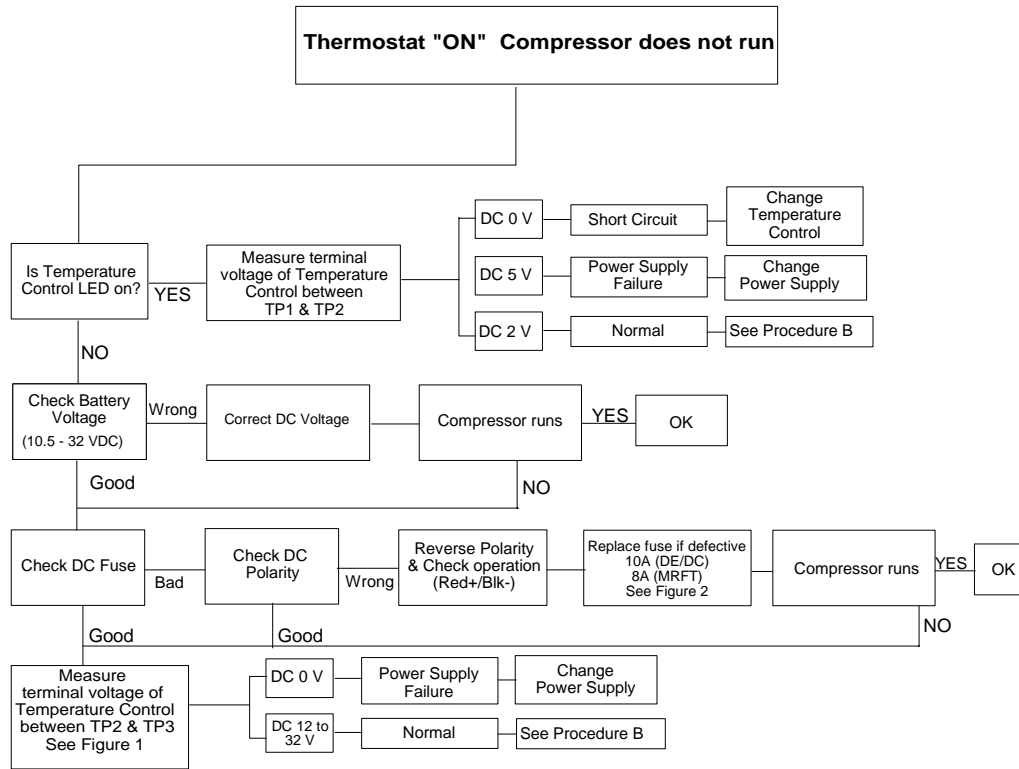 Thermostat "ON" Compressor does not run
Is Temperature
Control LED on?
YES
Measure terminal
voltage of Temperature
Control between
TP1 & TP2
DC 0 V
Short Circuit
Change
Temperature
Control
DC 5 V
Power Supply
Failure
Change
Power Supply
DC 2 V
Normal
See Procedure B
NO
Check Battery
Voltage
(10.5 - 32 VDC)
Wrong
Correct DC Voltage
Compressor runs
YES
OK
Good
NO
Check DC Fuse
Bad
Check DC
Polarity
Wrong
Reverse Polarity
& Check operation
(Red+/Blk-)
Replace fuse if defective
10A (DE/DC)
8A (MRFT)
See Figure 2
Compressor runs
YES
OK
Good
Good
NO
Measure
terminal voltage of
Temperature Control
between TP2 & TP3
See Figure 1
DC 0 V
Power Supply
Failure
Change
Power Supply
DC 12 to
32 V
Normal
See Procedure B